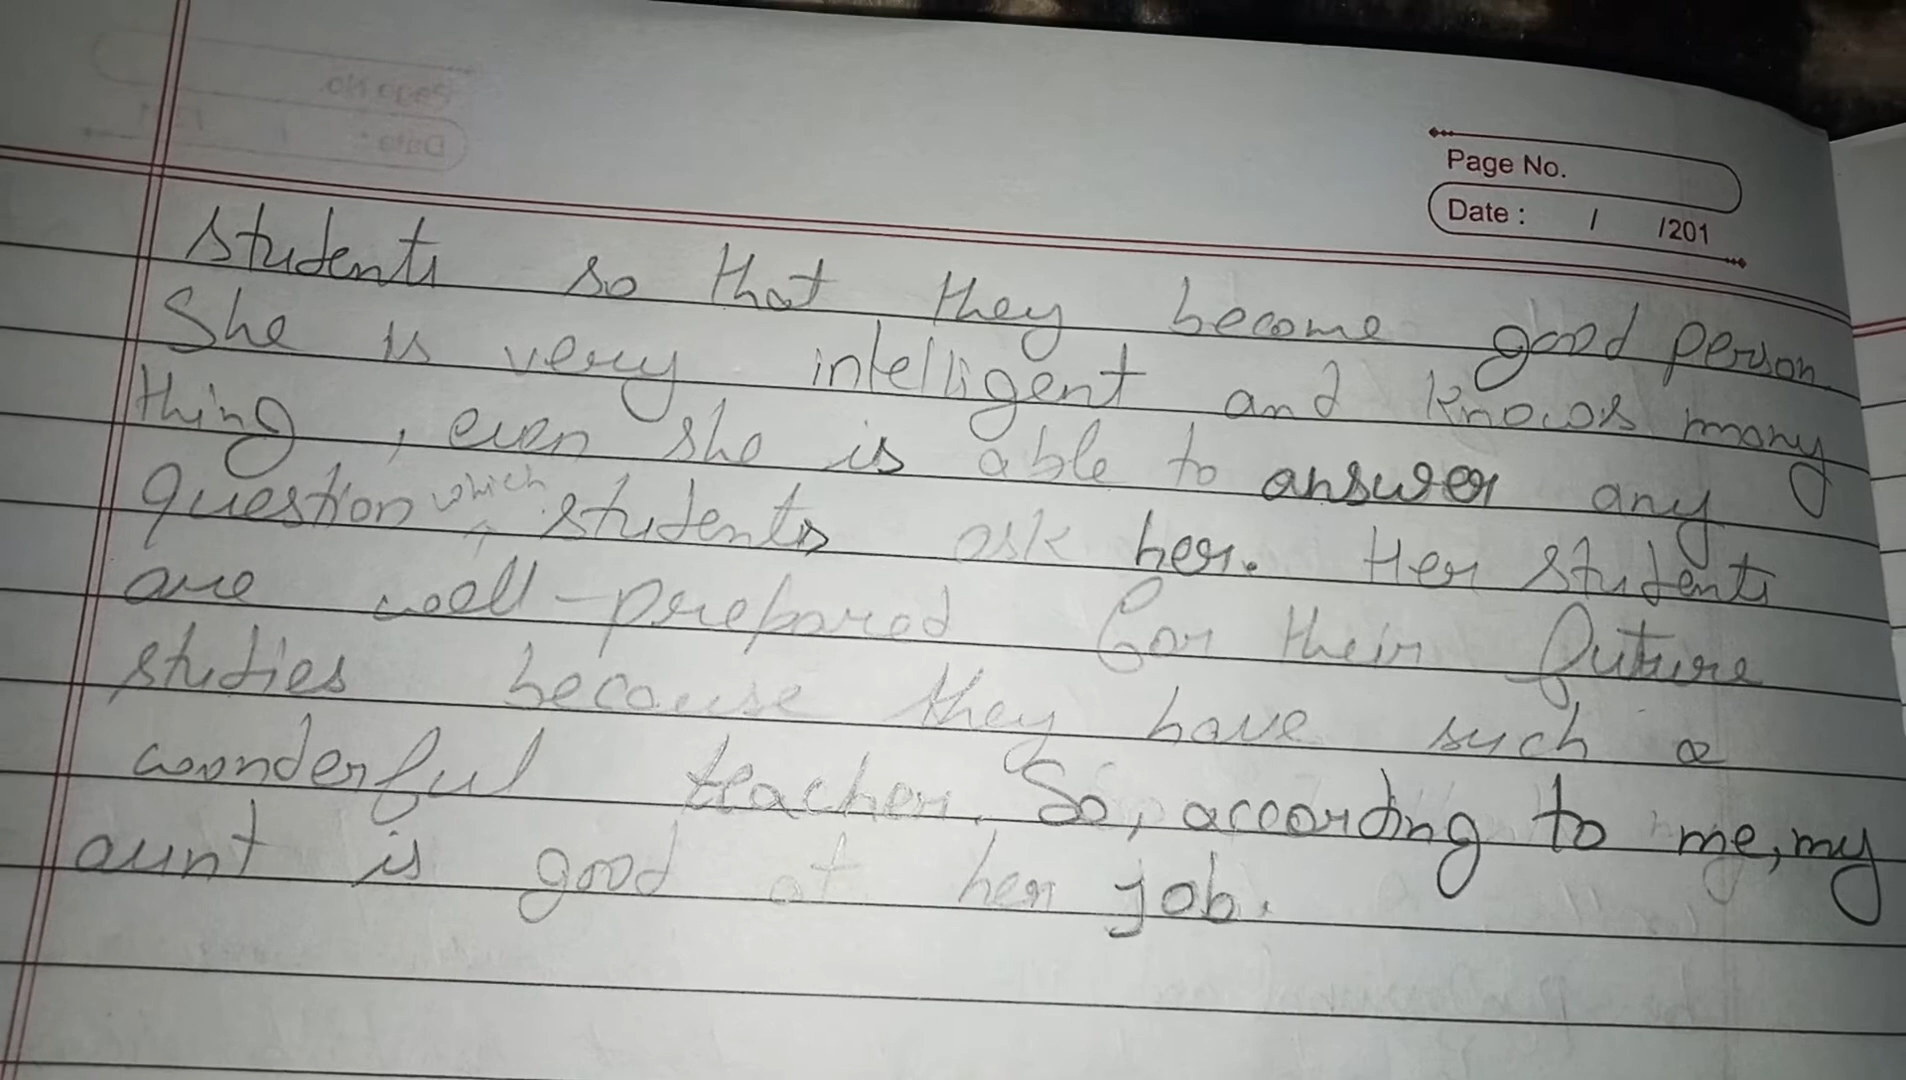 Page No.
Date : / /201
students so that they become good person
She is very intelligent and knows many
thing, even she is able to answer any
question which students ask her. Her students
are well-prepared for their future
studies because they have such a
wonderful teacher. So, according to me, my
aunt is good at her job.